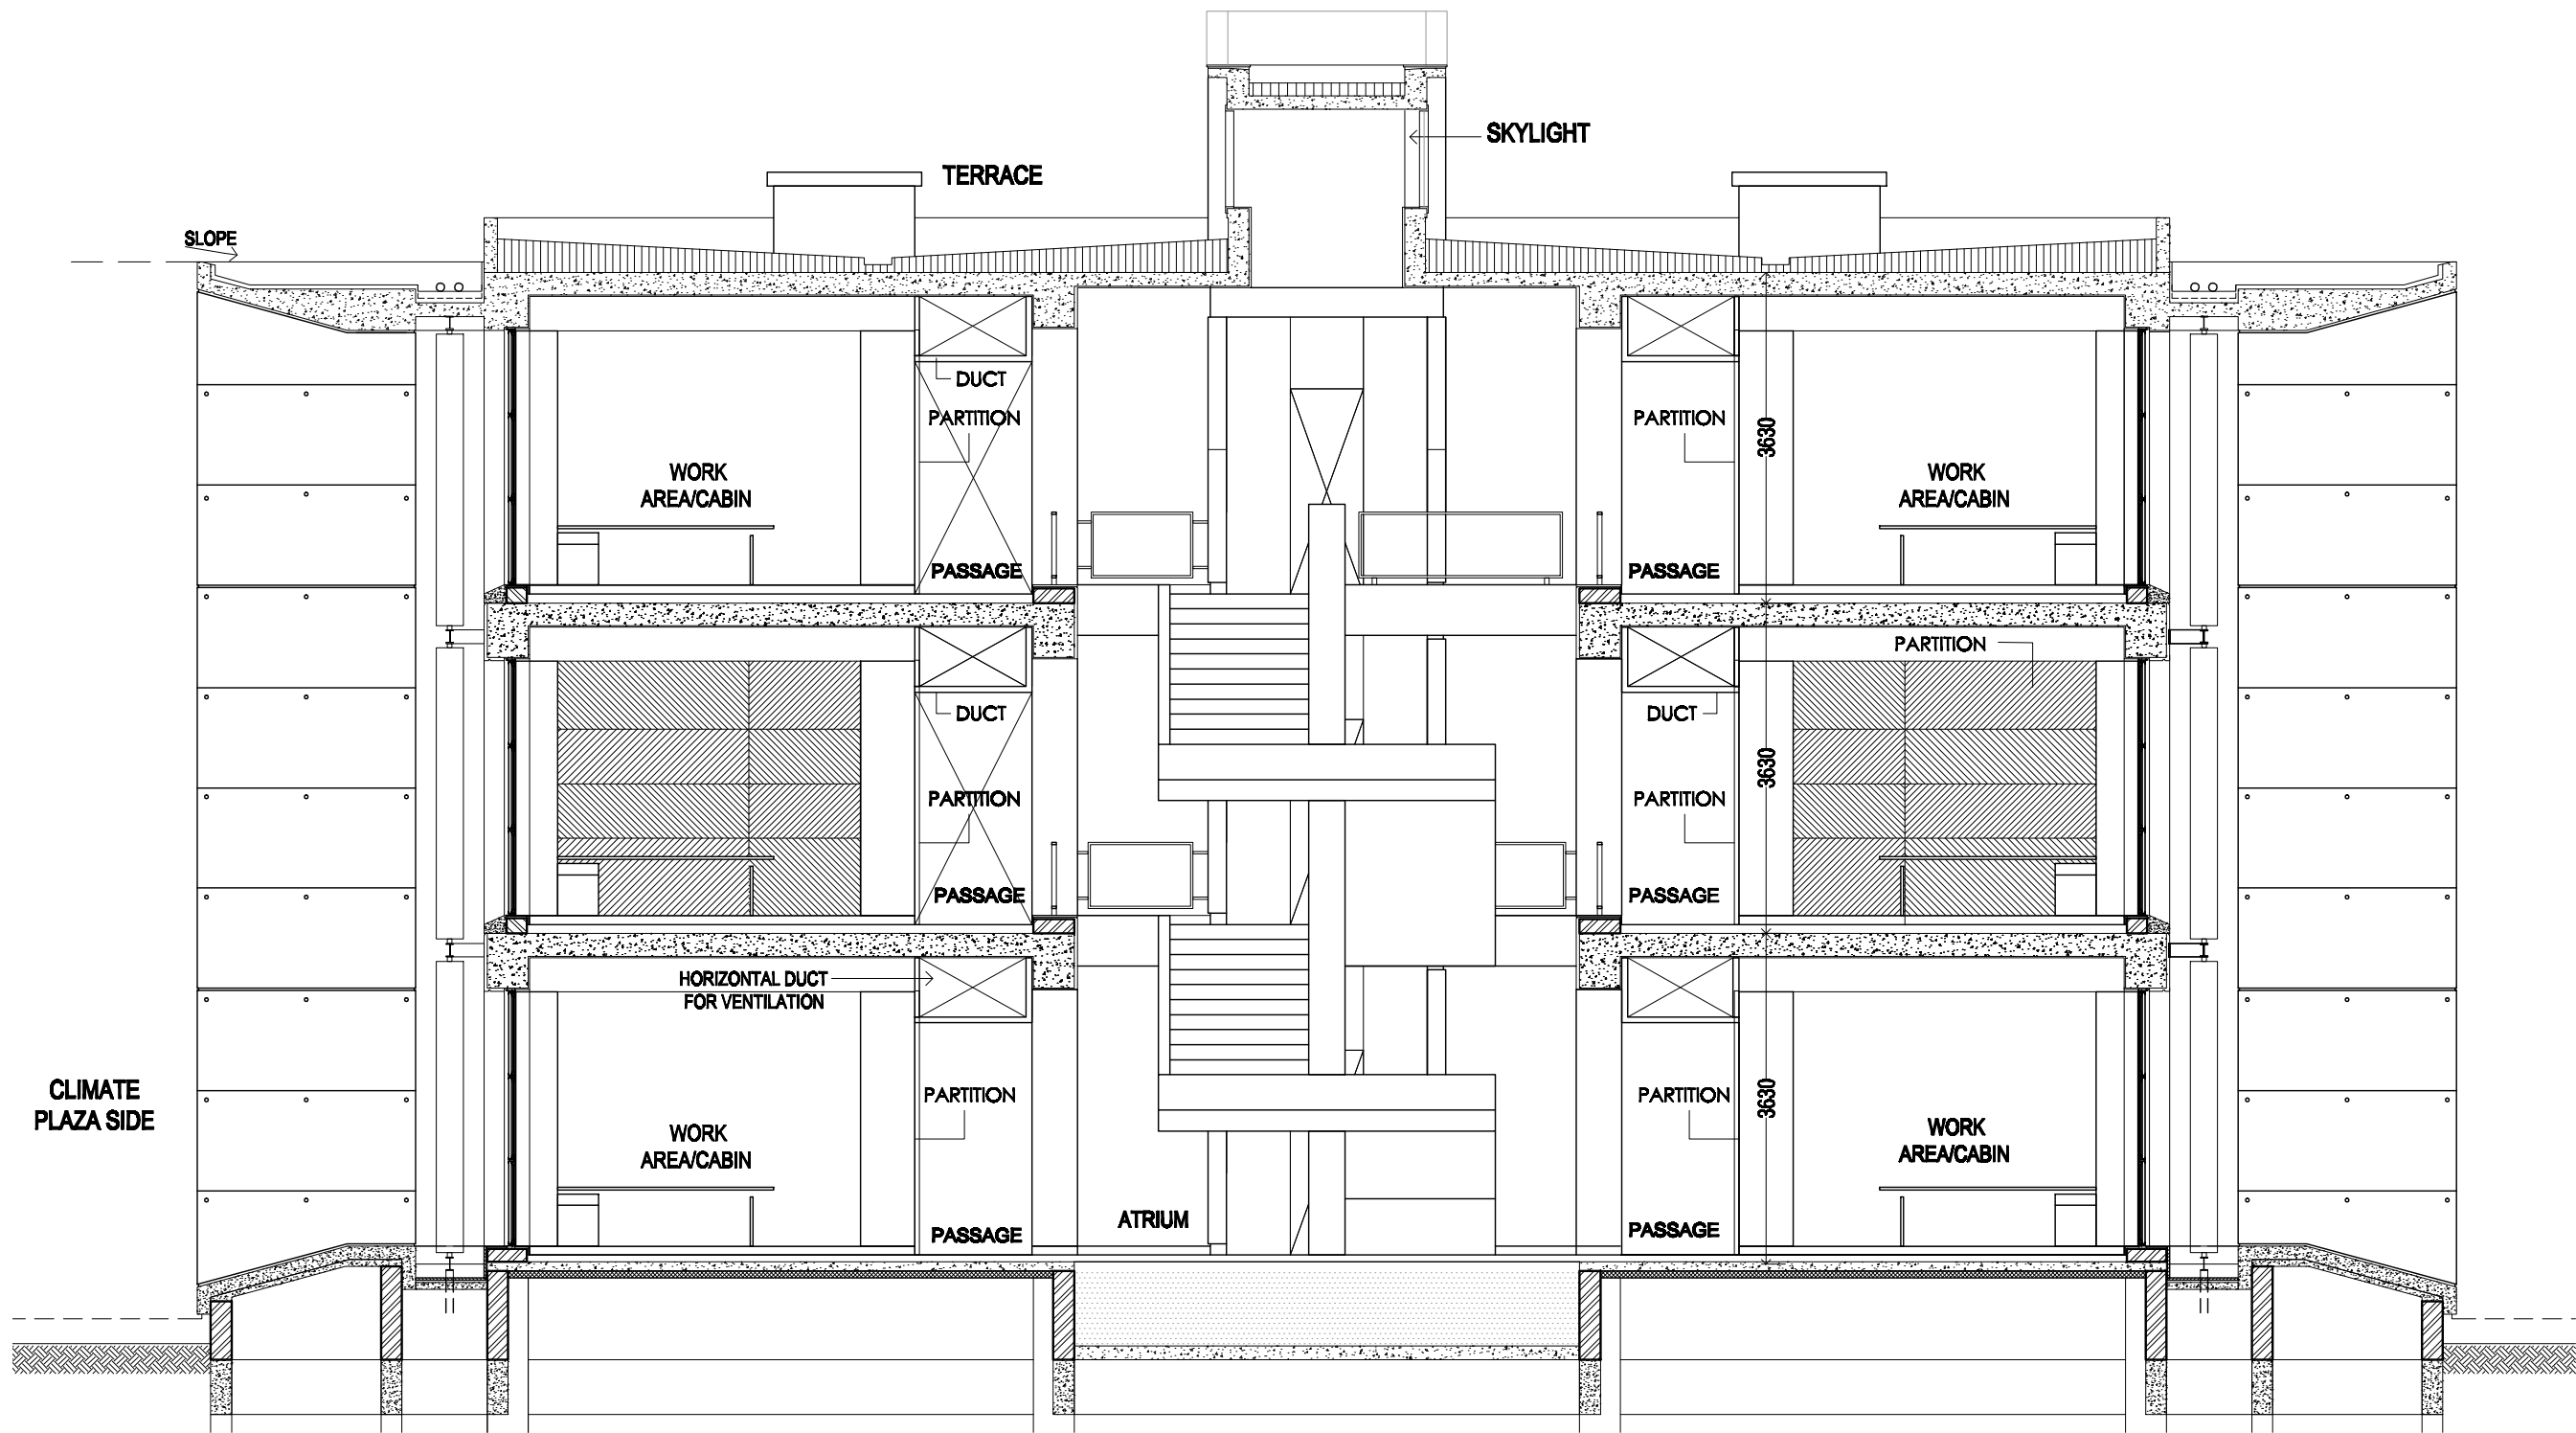 SKYLIGHT
TERRACE
SLOPE
DUCT
PARTITION
PARTITION
3630
WORK
AREA/CABIN
WORK
AREA/CABIN
PASSAGE
PASSAGE
PARTITION
DUCT
DUCT
3630
PARTITION
PARTITION
PASSAGE
PASSAGE
HORIZONTAL DUCT
FOR VENTILATION
CLIMATE
PLAZA SIDE
PARTITION
PARTITION
3630
WORK
AREA/CABIN
WORK
AREA/CABIN
ATRIUM
PASSAGE
PASSAGE